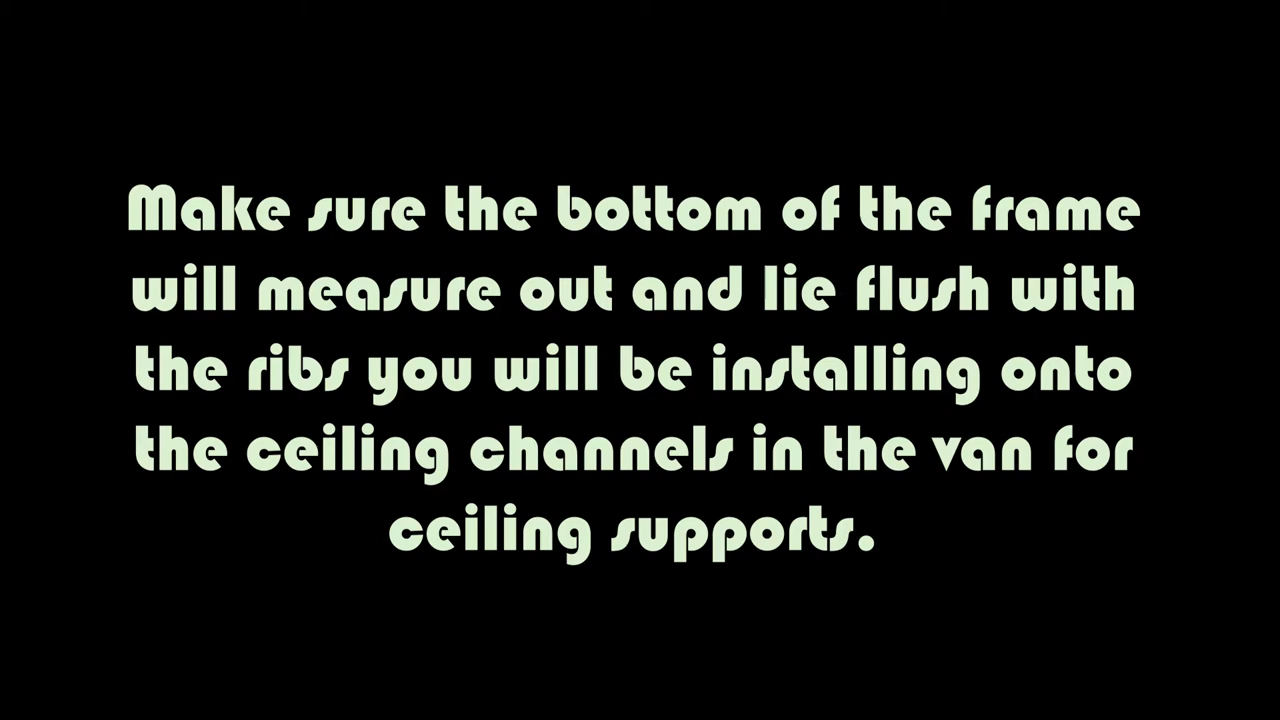 Make sure the bottom of the frame
will measure out and lie flush with
the ribs you will be installing onto
the ceiling channels in the van for
ceiling supports.